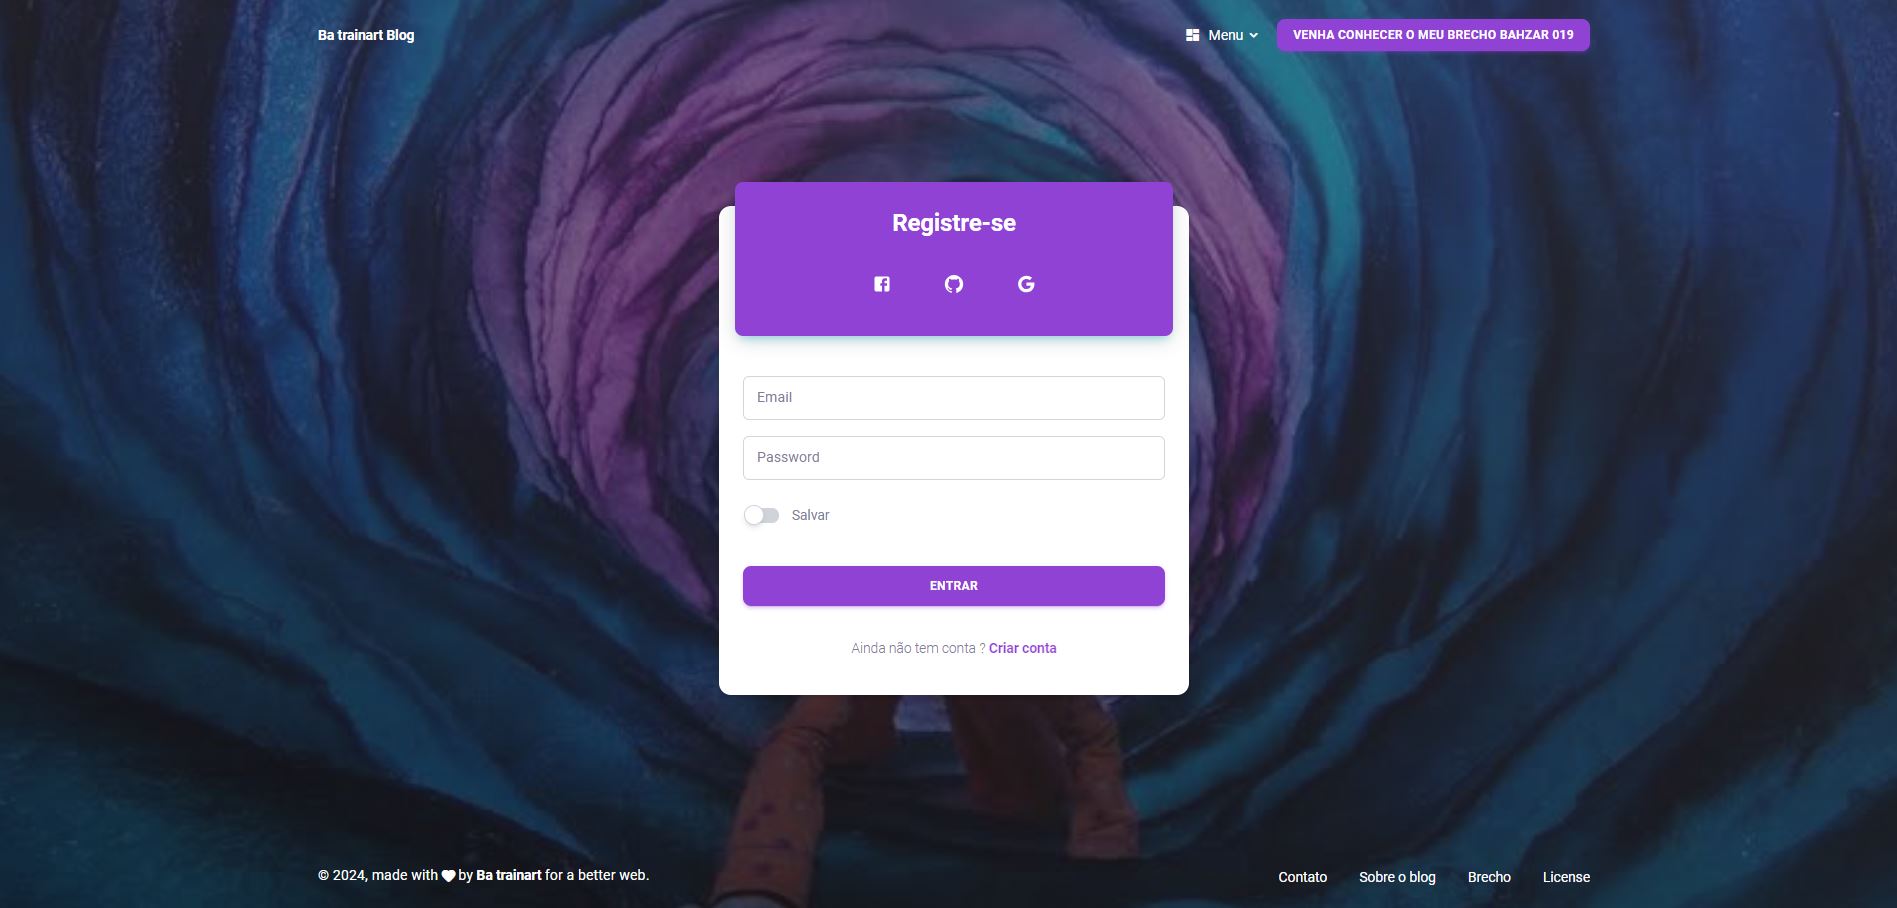 Ba trainart Blog
Menu
VENHA CONHECER O MEU BRECHO BAHZAR 019
Registre-se
Email
Password
Salvar
ENTRAR
Ainda não tem conta ? Criar conta
© 2024, made with by Ba trainart for a better web.
Contato
Sobre o blog
Brecho
License